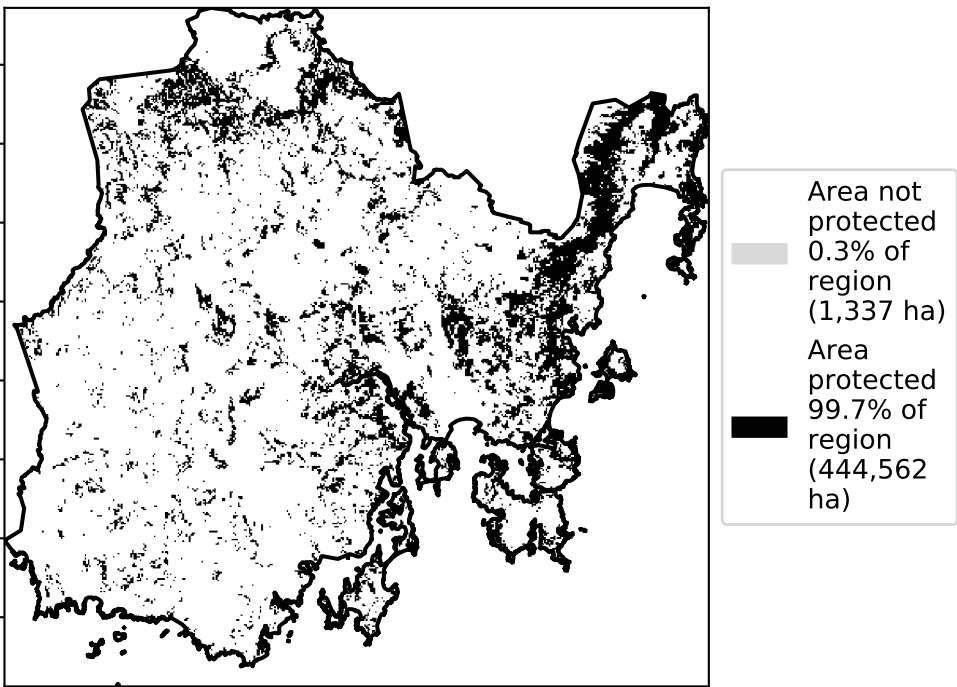 Area not
protected
0.3% of
region
(1,337 ha)
Area
protected
99.7% of
region
(444,562
ha)